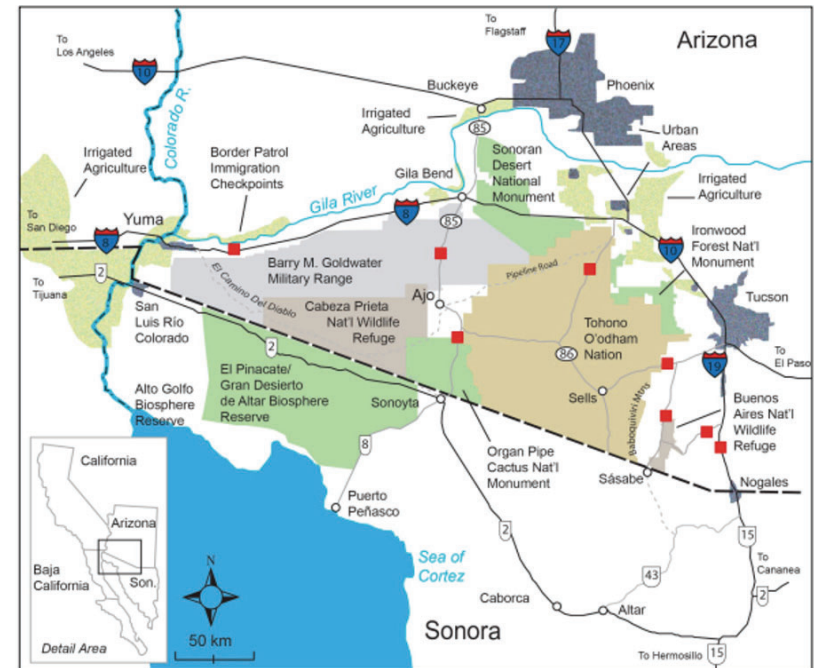 To
Flagstaff
17
Arizona
To
Los Angeles
10
Buckeye
Phoenix
Irrigated
Agriculture
85
Urban
Areas
Colorado R.
Irrigated
Agriculture
Border Patrol
Immigration
Checkpoints
Sonoran
Desert
National
Monument
Gila Bend
Irrigated
Agriculture
Gila River
8
85
To
San Diego
8
Yuma
Ironwood
Forest Nat'l
Monument
10
Barry M. Goldwater
Military Range
Pipeline Road
El Camino Del Diablo
To
Tijuana
2
Ajo
Cabeza Prieta
Nat'l Wildlife
Refuge
Tucson
San
Luis Río
Colorado
Tohono
O'odham
Nation
2
86
19
To
El Paso
El Pinacate/
Gran Desierto
de Altar Biosphere
Reserve
Alto Golfo
Biosphere
Reserve
Sonoyta
Sells
Baboquiviri Mtns
Buenos
Aires Nat'l
Wildlife
Refuge
8
Organ Pipe
Cactus Nat'l
Monument
Sásabe
Nogales
California
Arizona
Baja
California
Son.
Detail Area
Puerto
Peñasco
N
50 km
Sea of
Cortez
2
15
To
Cananea
2
43
Caborca
Altar
Sonora
To Hermosillo
15